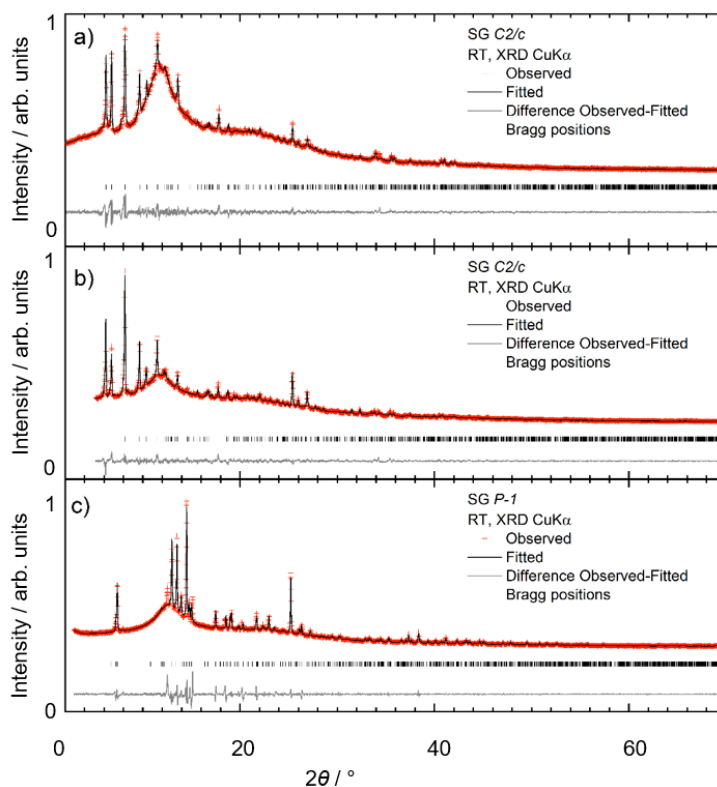 Intensity / arb. units
1
0
a)
SG C2/c
RT, XRD CuKα
Observed
Fitted
Difference Observed-Fitted
Bragg positions
Intensity / arb. units
1
0
b)
SG C2/c
RT, XRD CuKα
Observed
Fitted
Difference Observed-Fitted
Bragg positions
Intensity / arb. units
1
0
c)
SG P-1
RT, XRD CuKα
Observed
Fitted
Difference Observed-Fitted
Bragg positions
0 20 40 60
2θ / °